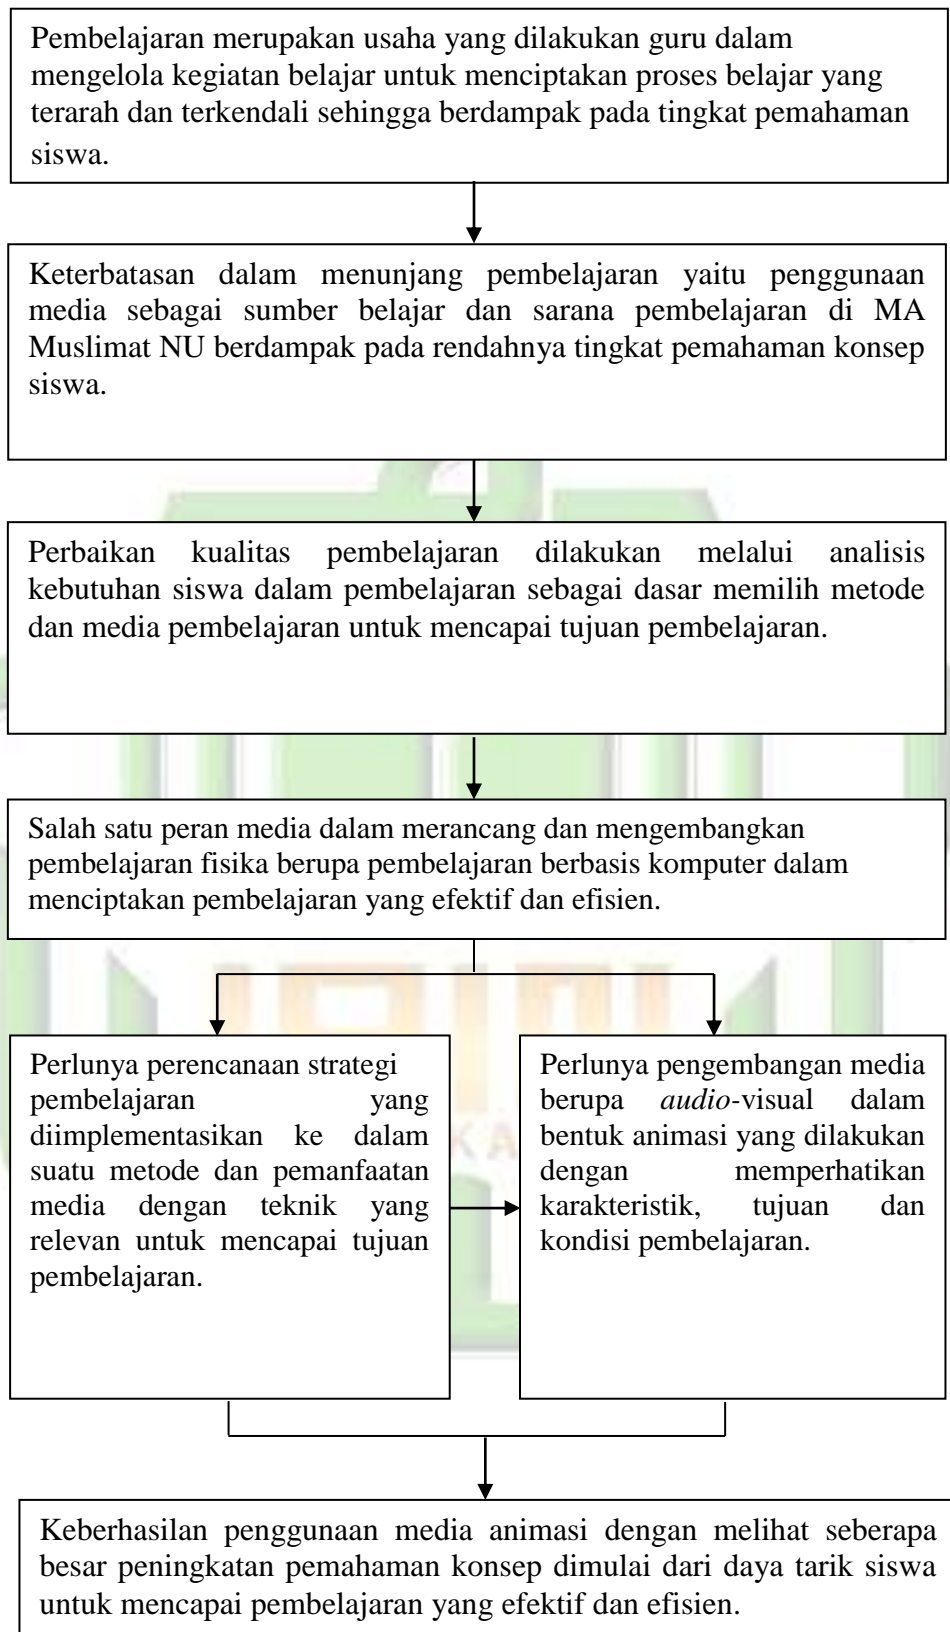 Pembelajaran merupakan usaha yang dilakukan guru dalam
mengelola kegiatan belajar untuk menciptakan proses belajar yang
terarah dan terkendali sehingga berdampak pada tingkat pemahaman
siswa.
Keterbatasan dalam menunjang pembelajaran yaitu penggunaan
media sebagai sumber belajar dan sarana pembelajaran di MA
Muslimat NU berdampak pada rendahnya tingkat pemahaman konsep
siswa.
Perbaikan kualitas pembelajaran dilakukan melalui analisis
kebutuhan siswa dalam pembelajaran sebagai dasar memilih metode
dan media pembelajaran untuk mencapai tujuan pembelajaran.
Salah satu peran media dalam merancang dan mengembangkan
pembelajaran fisika berupa pembelajaran berbasis komputer dalam
menciptakan pembelajaran yang efektif dan efisien.
Perlunya perencanaan strategi
pembelajaran yang
diimplementasikan ke dalam
suatu metode dan pemanfaatan
media dengan teknik yang
relevan untuk mencapai tujuan
pembelajaran.
Perlunya pengembangan media
berupa audio-visual dalam
bentuk animasi yang dilakukan
dengan memperhatikan
karakteristik, tujuan dan
kondisi pembelajaran.
Keberhasilan penggunaan media animasi dengan melihat seberapa
besar peningkatan pemahaman konsep dimulai dari daya tarik siswa
untuk mencapai pembelajaran yang efektif dan efisien.